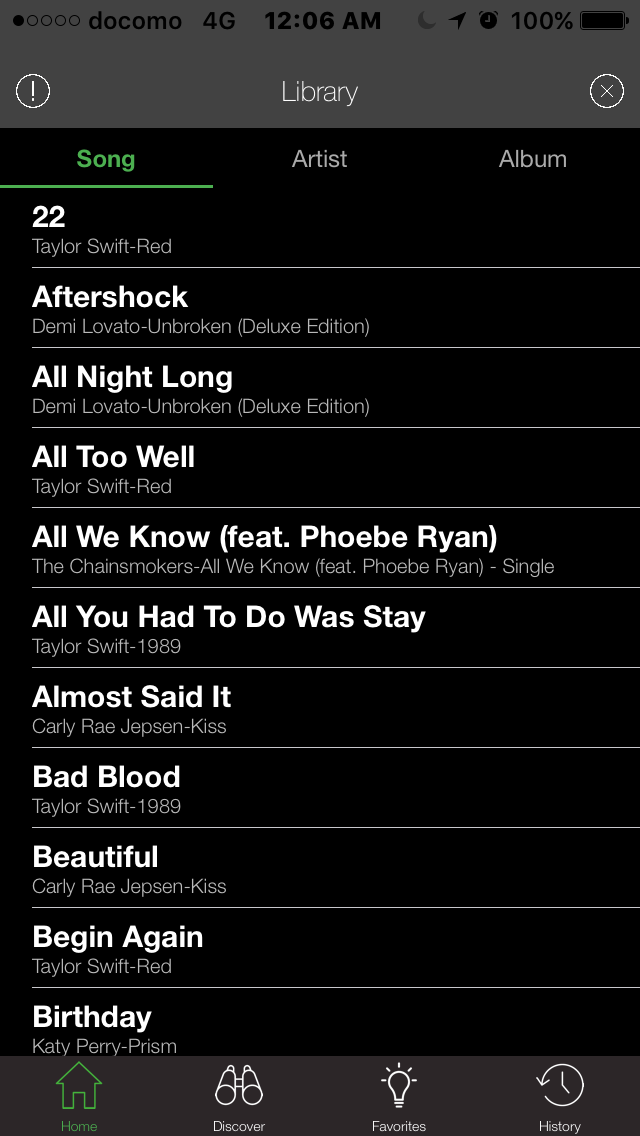 docomo 4G 12:06 AM 100%
Library
Song Artist Album
22
Taylor Swift-Red
Aftershock
Demi Lovato-Unbroken (Deluxe Edition)
All Night Long
Demi Lovato-Unbroken (Deluxe Edition)
All Too Well
Taylor Swift-Red
All We Know (feat. Phoebe Ryan)
The Chainsmokers-All We Know (feat. Phoebe Ryan) - Single
All You Had To Do Was Stay
Taylor Swift-1989
Almost Said It
Carly Rae Jepsen-Kiss
Bad Blood
Taylor Swift-1989
Beautiful
Carly Rae Jepsen-Kiss
Begin Again
Taylor Swift-Red
Birthday
Katy Perry-Prism
Home Discover Favorites History